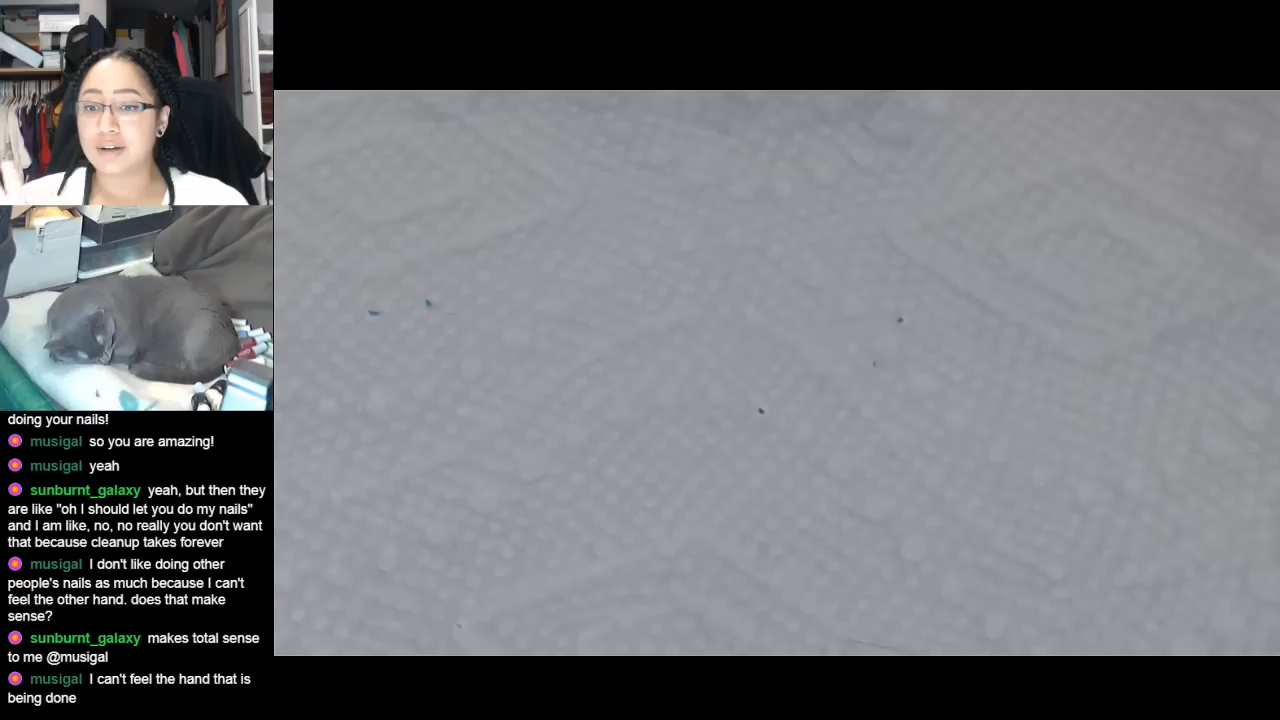 doing your nails!
musigal so you are amazing!
musigal yeah
sunburnt_galaxy yeah, but then they
are like "oh I should let you do my nails"
and I am like, no, no really you don't want
that because cleanup takes forever
musigal I don't like doing other
people's nails as much because I can't
feel the other hand. does that make
sense?
sunburnt_galaxy makes total sense
to me @musigal
musigal I can't feel the hand that is
being done